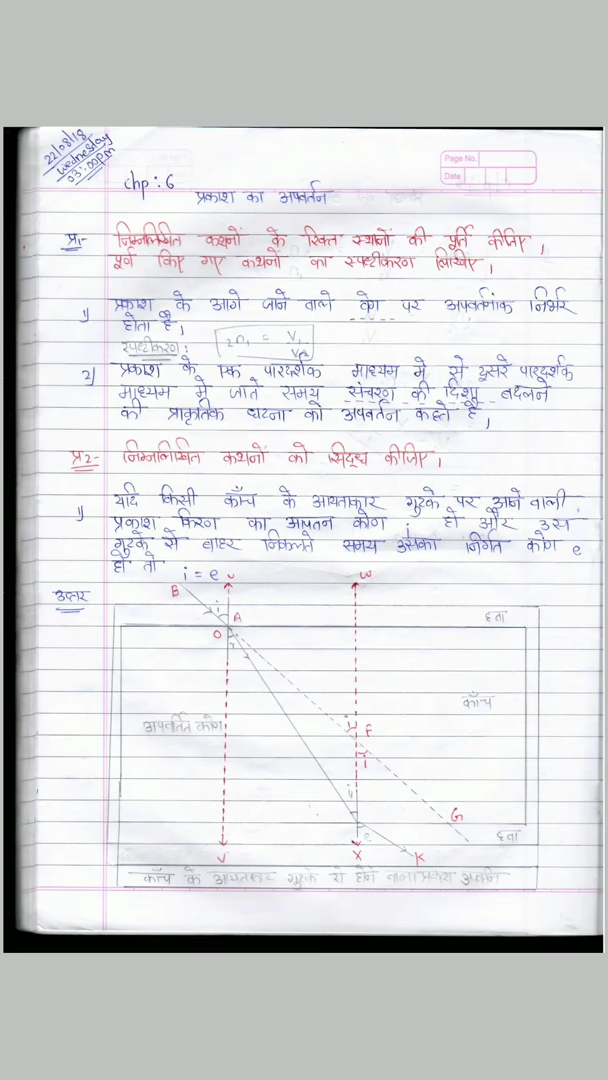 22/08/18
Wednesday
03:00PM
Page No.
Date
Chp: 6
प्रकाश का अपवर्तन
प्र1- निम्नलिखित कथनों के रिक्त स्थानों की पूर्ति कीजिए।
पूर्ण किए गए कथनों का स्पष्टीकरण लिखिए।
1) प्रकाश के आगे जाने वाले वेग पर अपवर्तनांक निर्भर
होता है।
स्पष्टीकरण: 2n1 = V1/V2
2) प्रकाश के एक पारदर्शक माध्यम में से दुसरे पारदर्शक
माध्यम में जाते समय संचरण की दिशा बदलने
की प्राकृतिक घटना को अपवर्तन कहते है।
प्र2- निम्नलिखित कथनों को सिद्ध कीजिए।
1) यदि किसी काँच के आयताकार गुटके पर आने वाली
प्रकाश किरण का आपतन कोण i हो और उस
गुटके से बाहर निकलते समय उसका निर्गत कोण e
हो तो
i = e
उत्तर
B
U
W
i
A
हवा
O
r
काँच
अपवर्तित कोण
F
i
G
हवा
e
V
X
K
काँच के आयताकार गुटके से होने वाला प्रकाश अपवर्तन